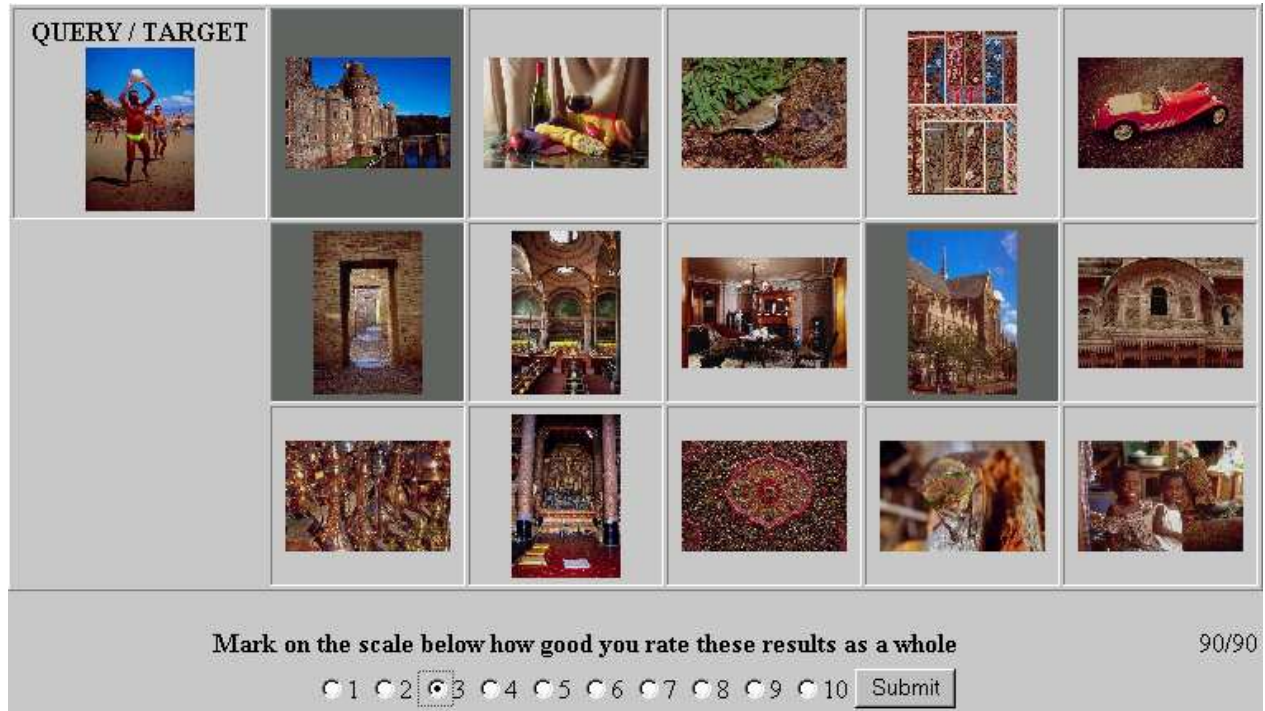 QUERY / TARGET
Mark on the scale below how good you rate these results as a whole
90/90
1 2 3 4 5 6 7 8 9 10 Submit